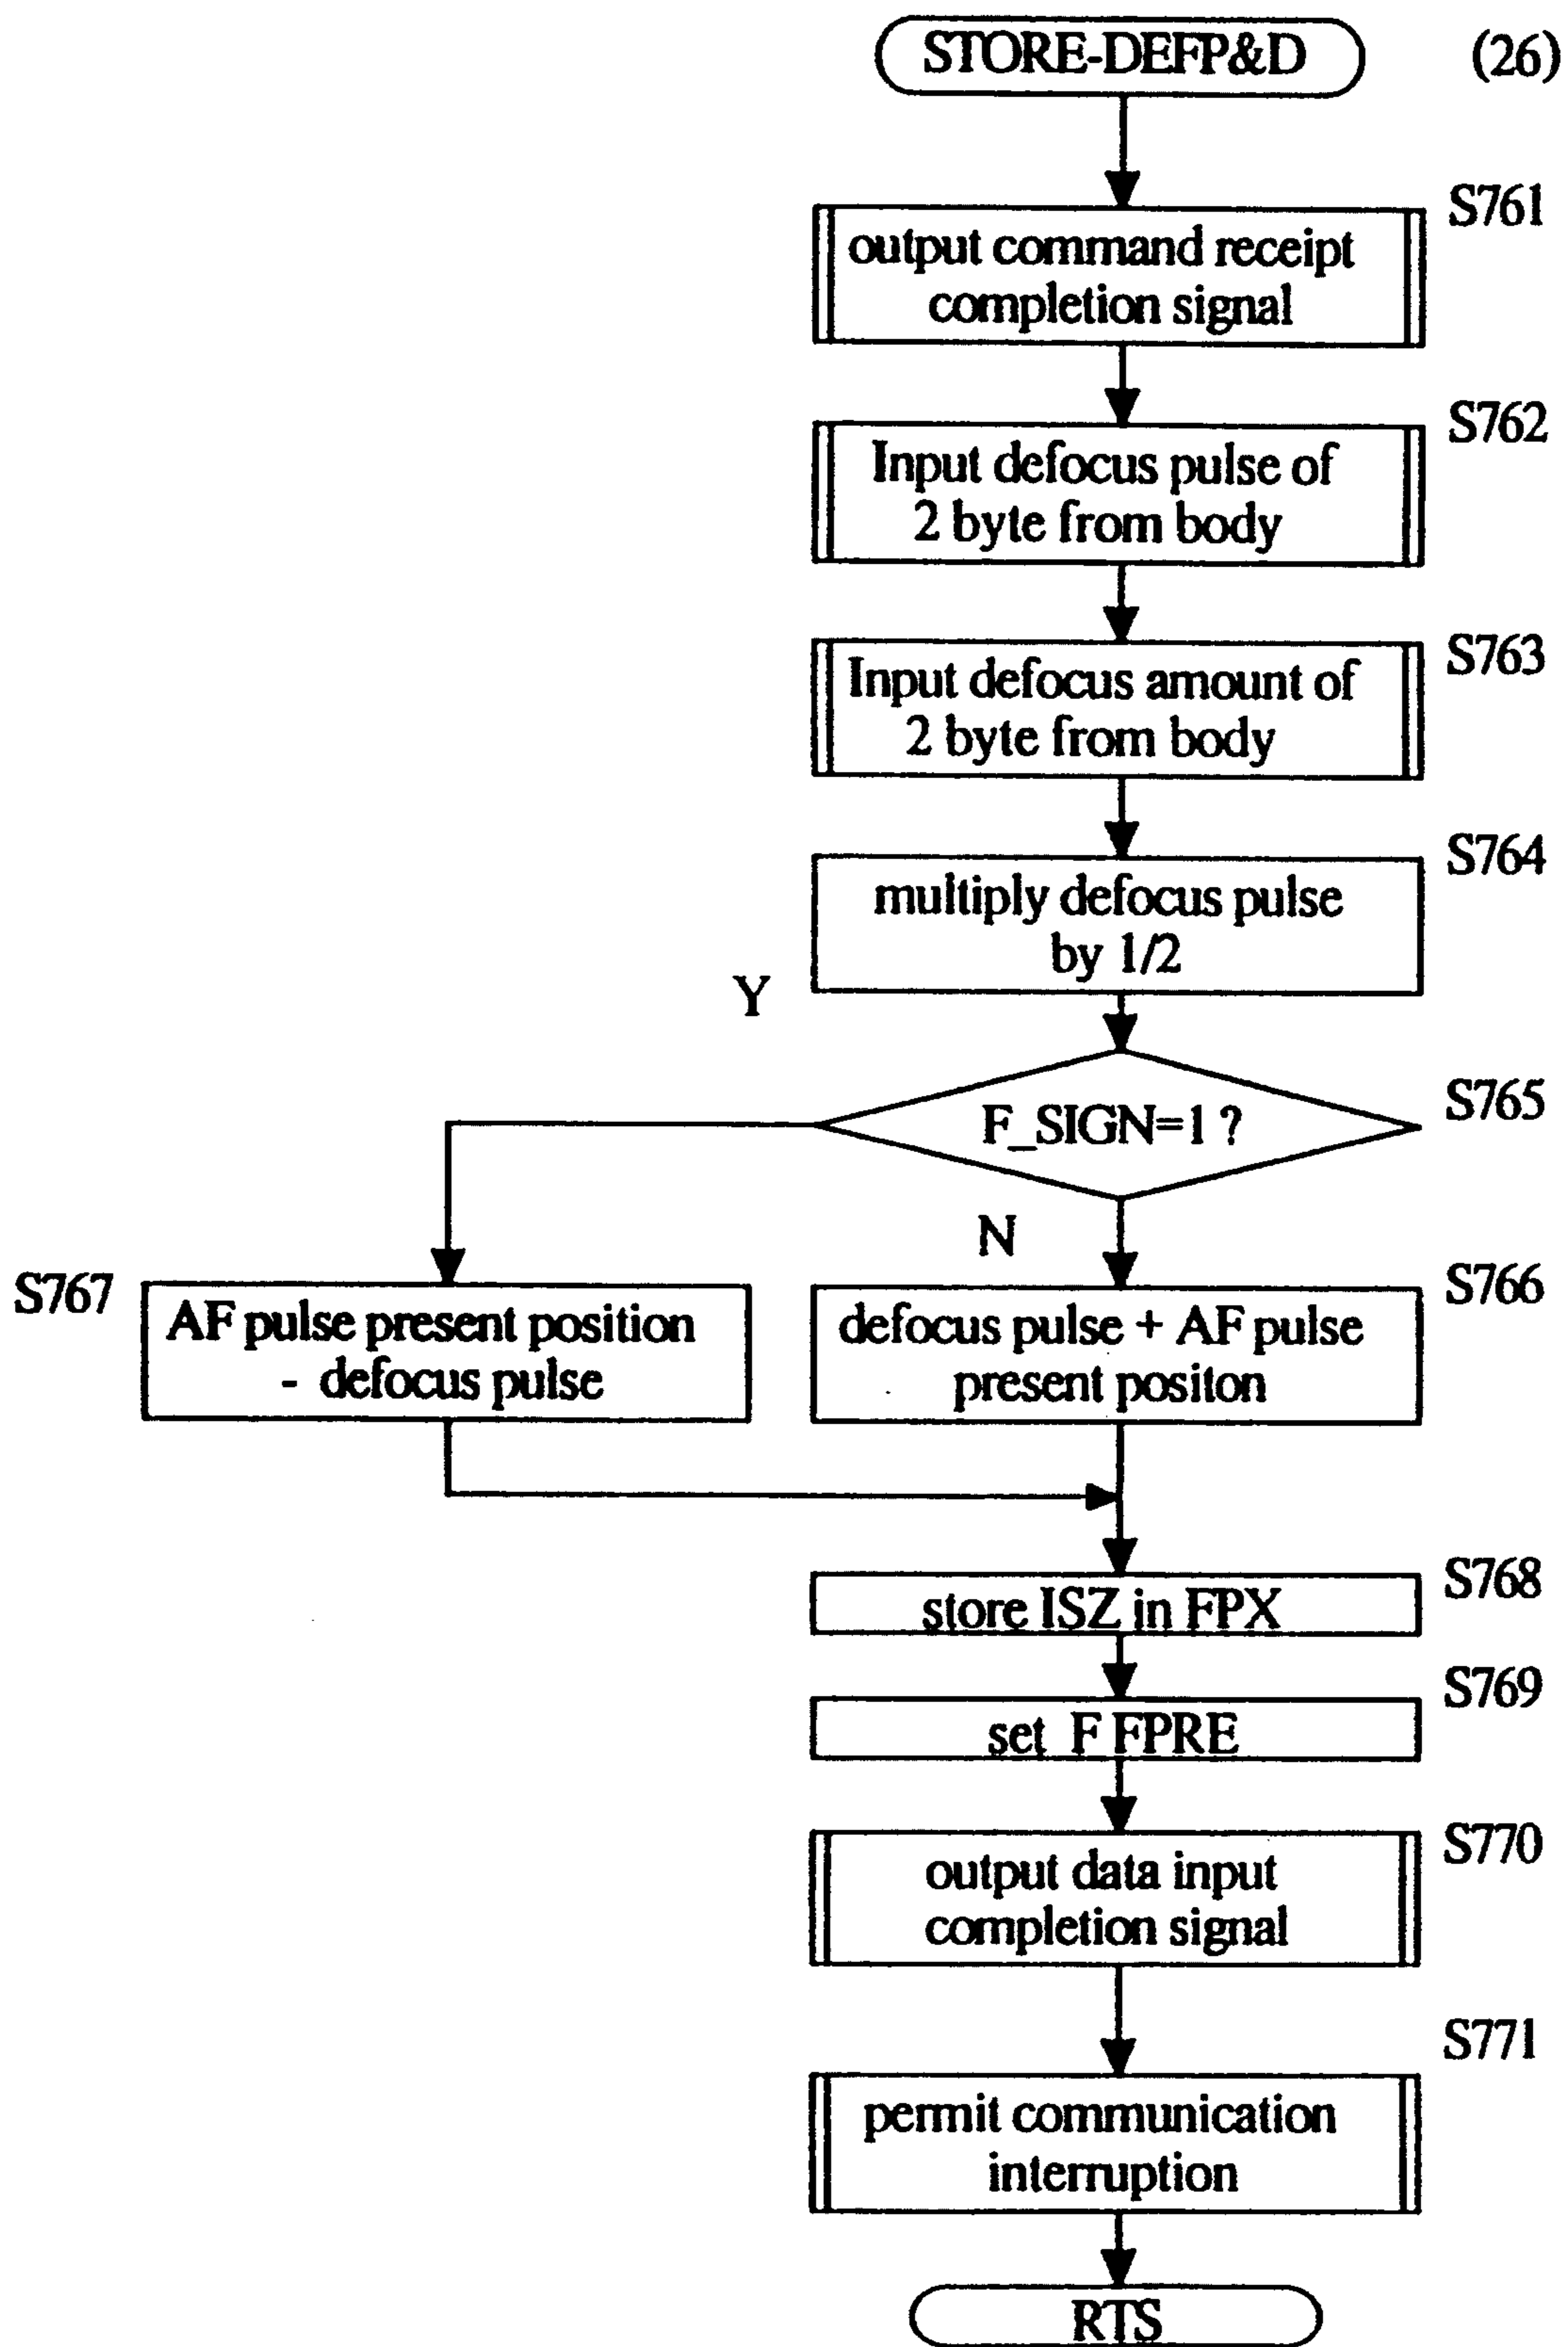 STORE-DEFP&D
(26)
S761
output command receipt
completion signal
S762
Input defocus pulse of
2 byte from body
S763
Input defocus amount of
2 byte from body
S764
multiply defocus pulse
by 1/2
Y
F_SIGN=1 ?
S765
N
S767
AF pulse present position
- defocus pulse
S766
defocus pulse + AF pulse
present positon
S768
store ISZ in FPX
S769
set F FPRE
S770
output data input
completion signal
S771
permit communication
interruption
RTS